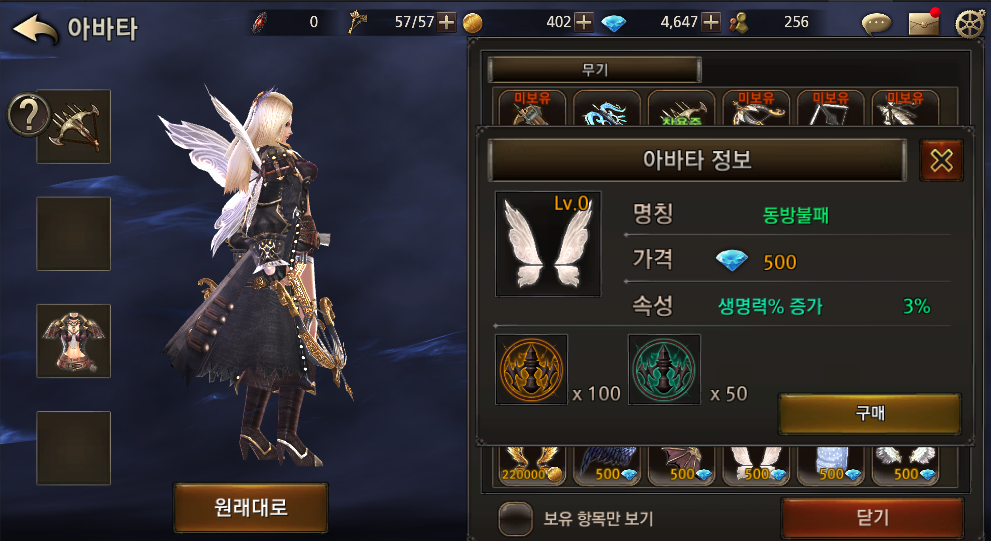 아바타 0 57/57 402 4,647 256
무기
미보유 착용중 미보유 미보유 미보유
아바타 정보
Lv.0
명칭 동방불패
가격 500
속성 생명력% 증가 3%
x 100 x 50
구매
220000 500 500 500 500 500
원래대로
보유 항목만 보기
닫기